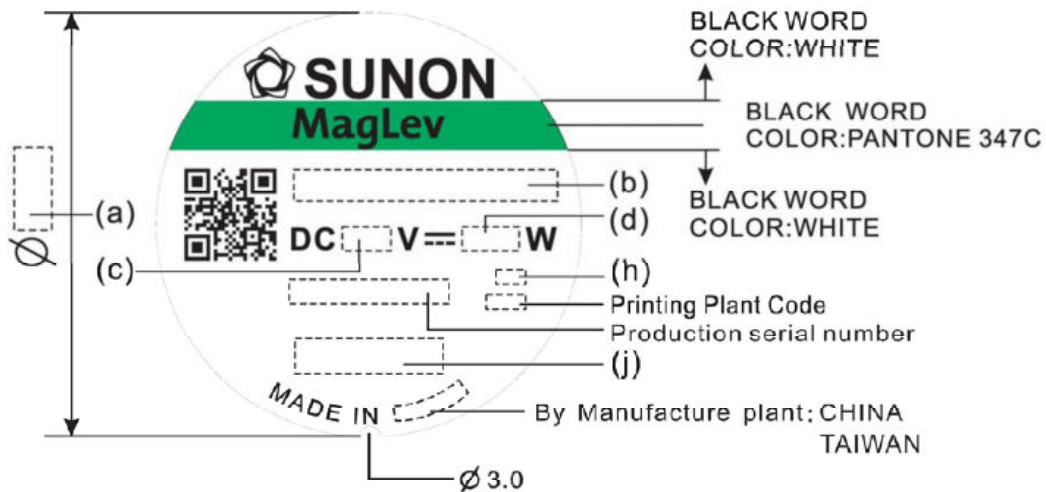 BLACK WORD
COLOR:WHITE
SUNON
MagLev
BLACK WORD
COLOR:PANTONE 347C
(b)
BLACK WORD
COLOR:WHITE
(a)
Ø
(d)
DC V W
(c)
(h)
Printing Plant Code
Production serial number
(j)
MADE IN
By Manufacture plant: CHINA
TAIWAN
Ø 3.0